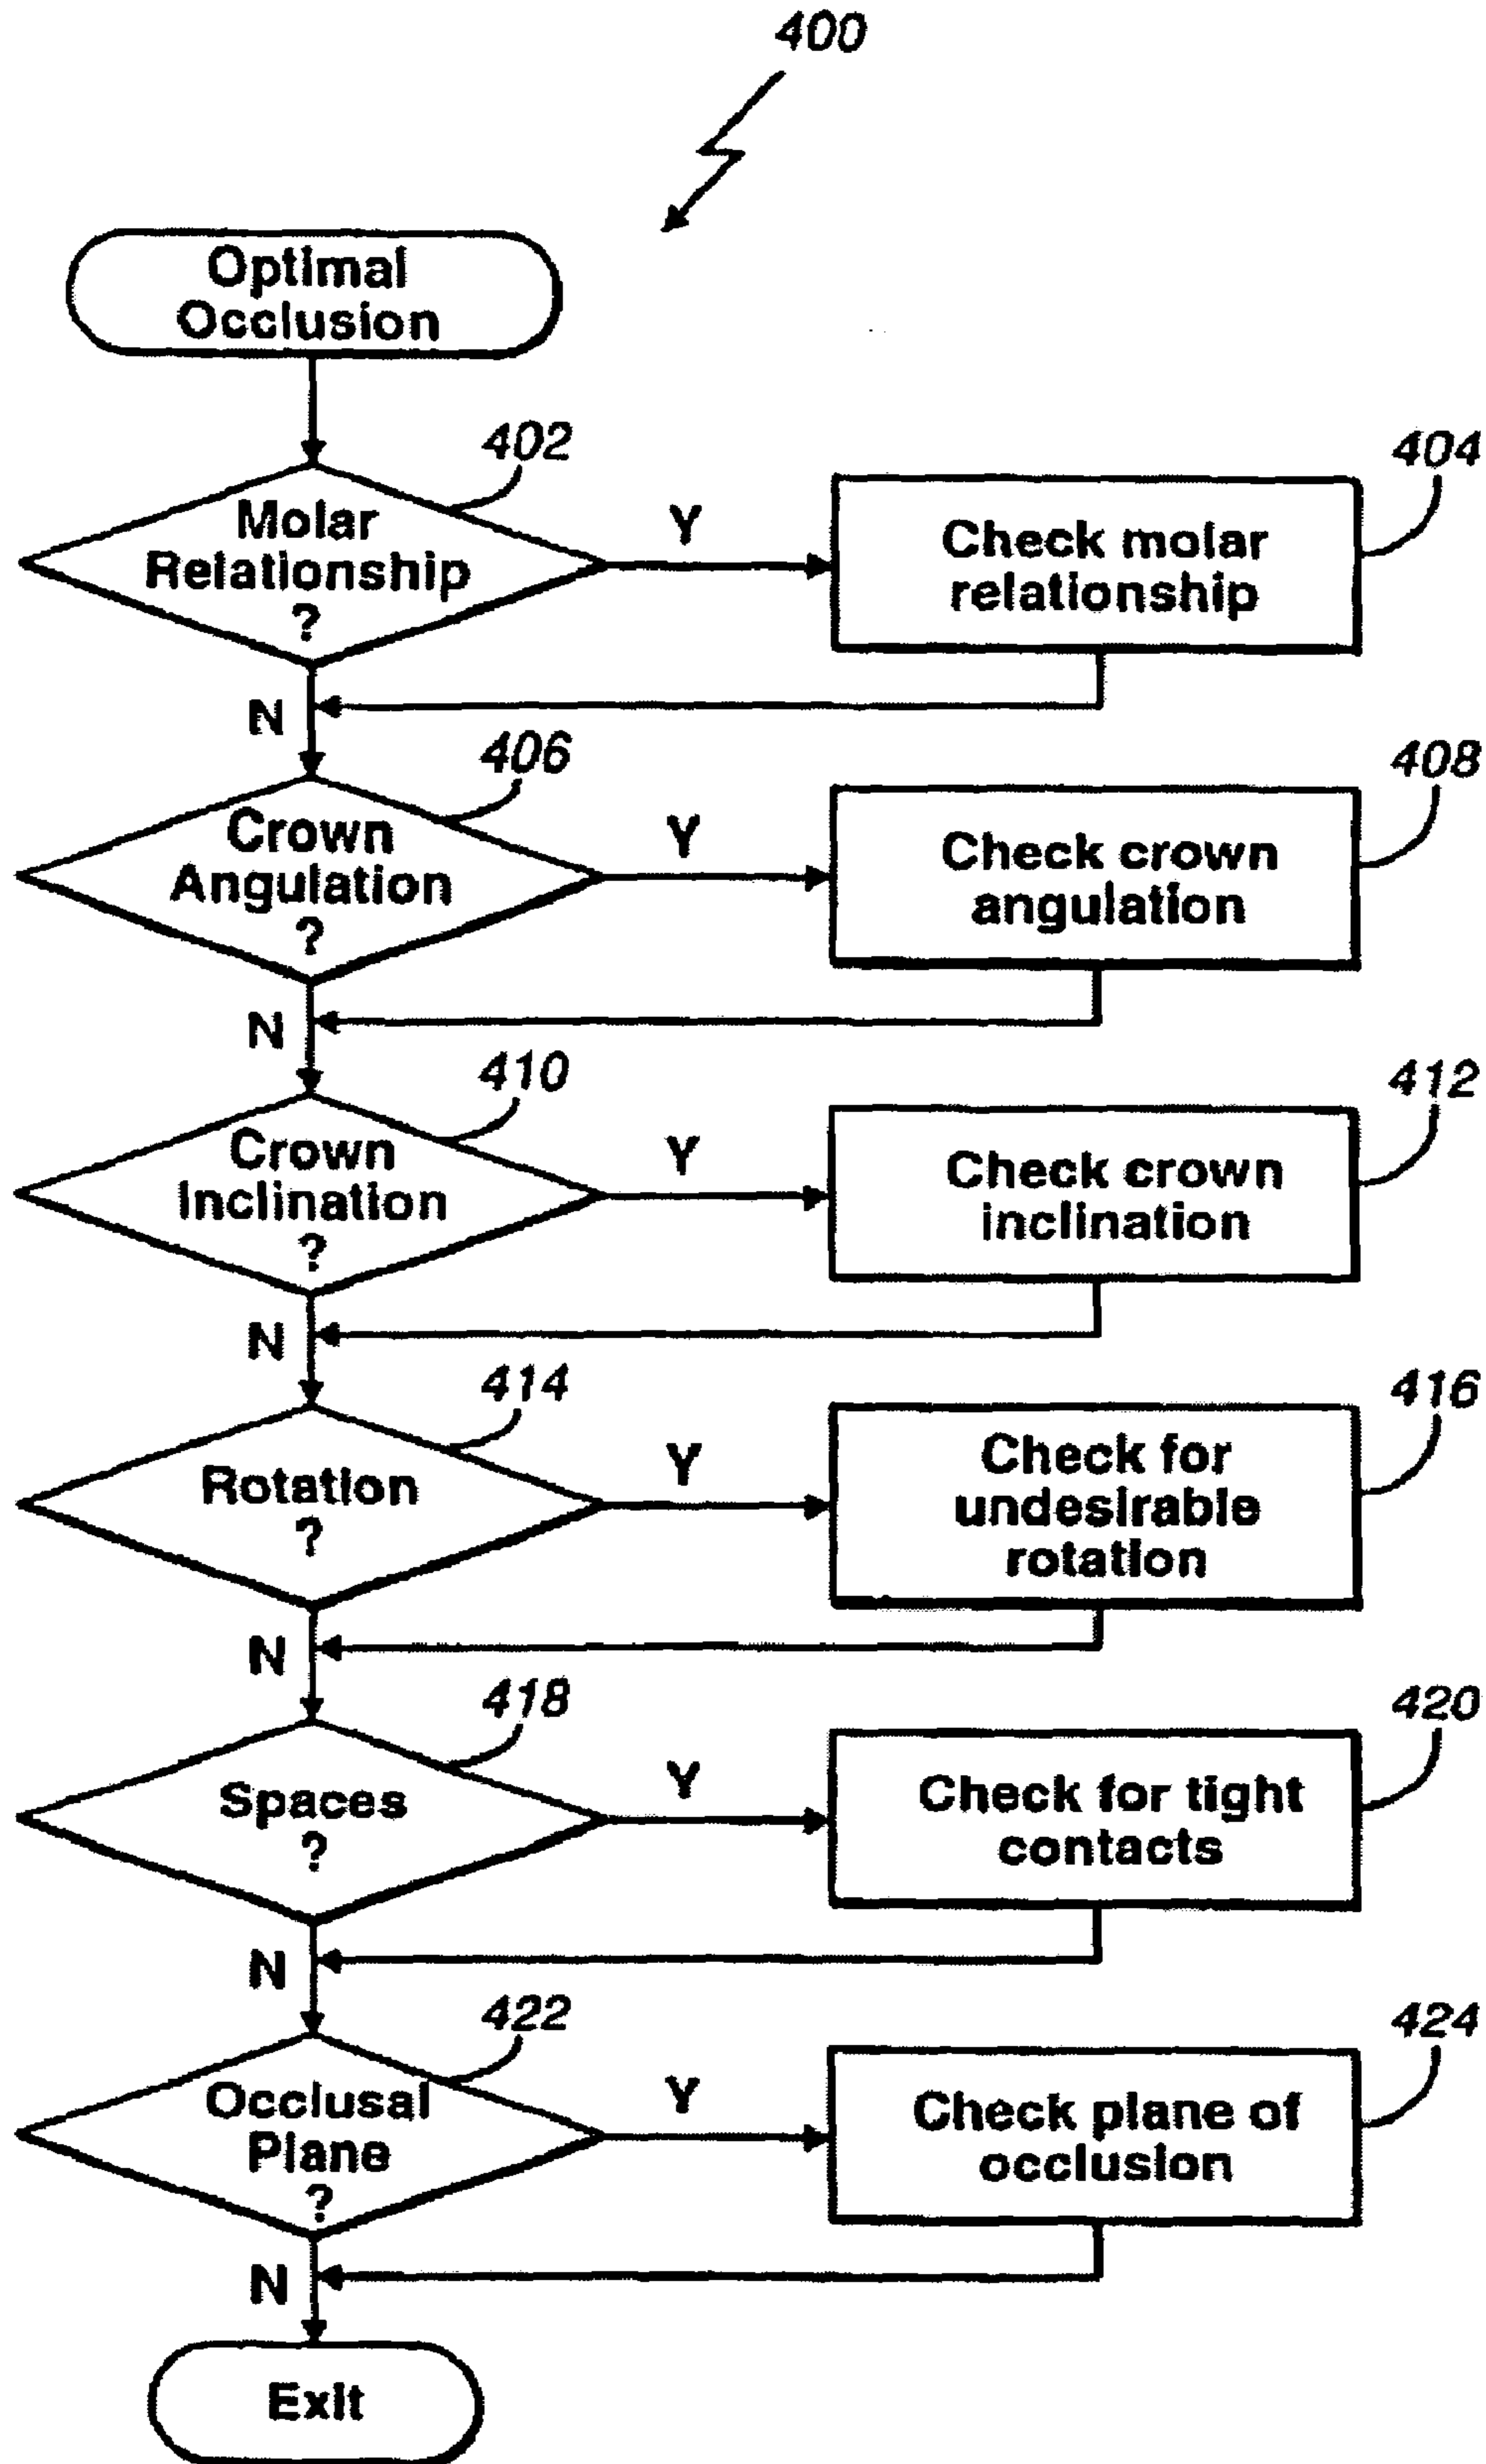 400
Optimal
Occlusion
402
Molar
Relationship
?
Y
Check molar
relationship
404
N
406
Crown
Angulation
?
Y
Check crown
angulation
408
N
410
Crown
Inclination
?
Y
Check crown
inclination
412
N
414
Rotation
?
Y
Check for
undesirable
rotation
416
N
418
Spaces
?
Y
Check for tight
contacts
420
N
422
Occlusal
Plane
?
Y
Check plane of
occlusion
424
N
Exit